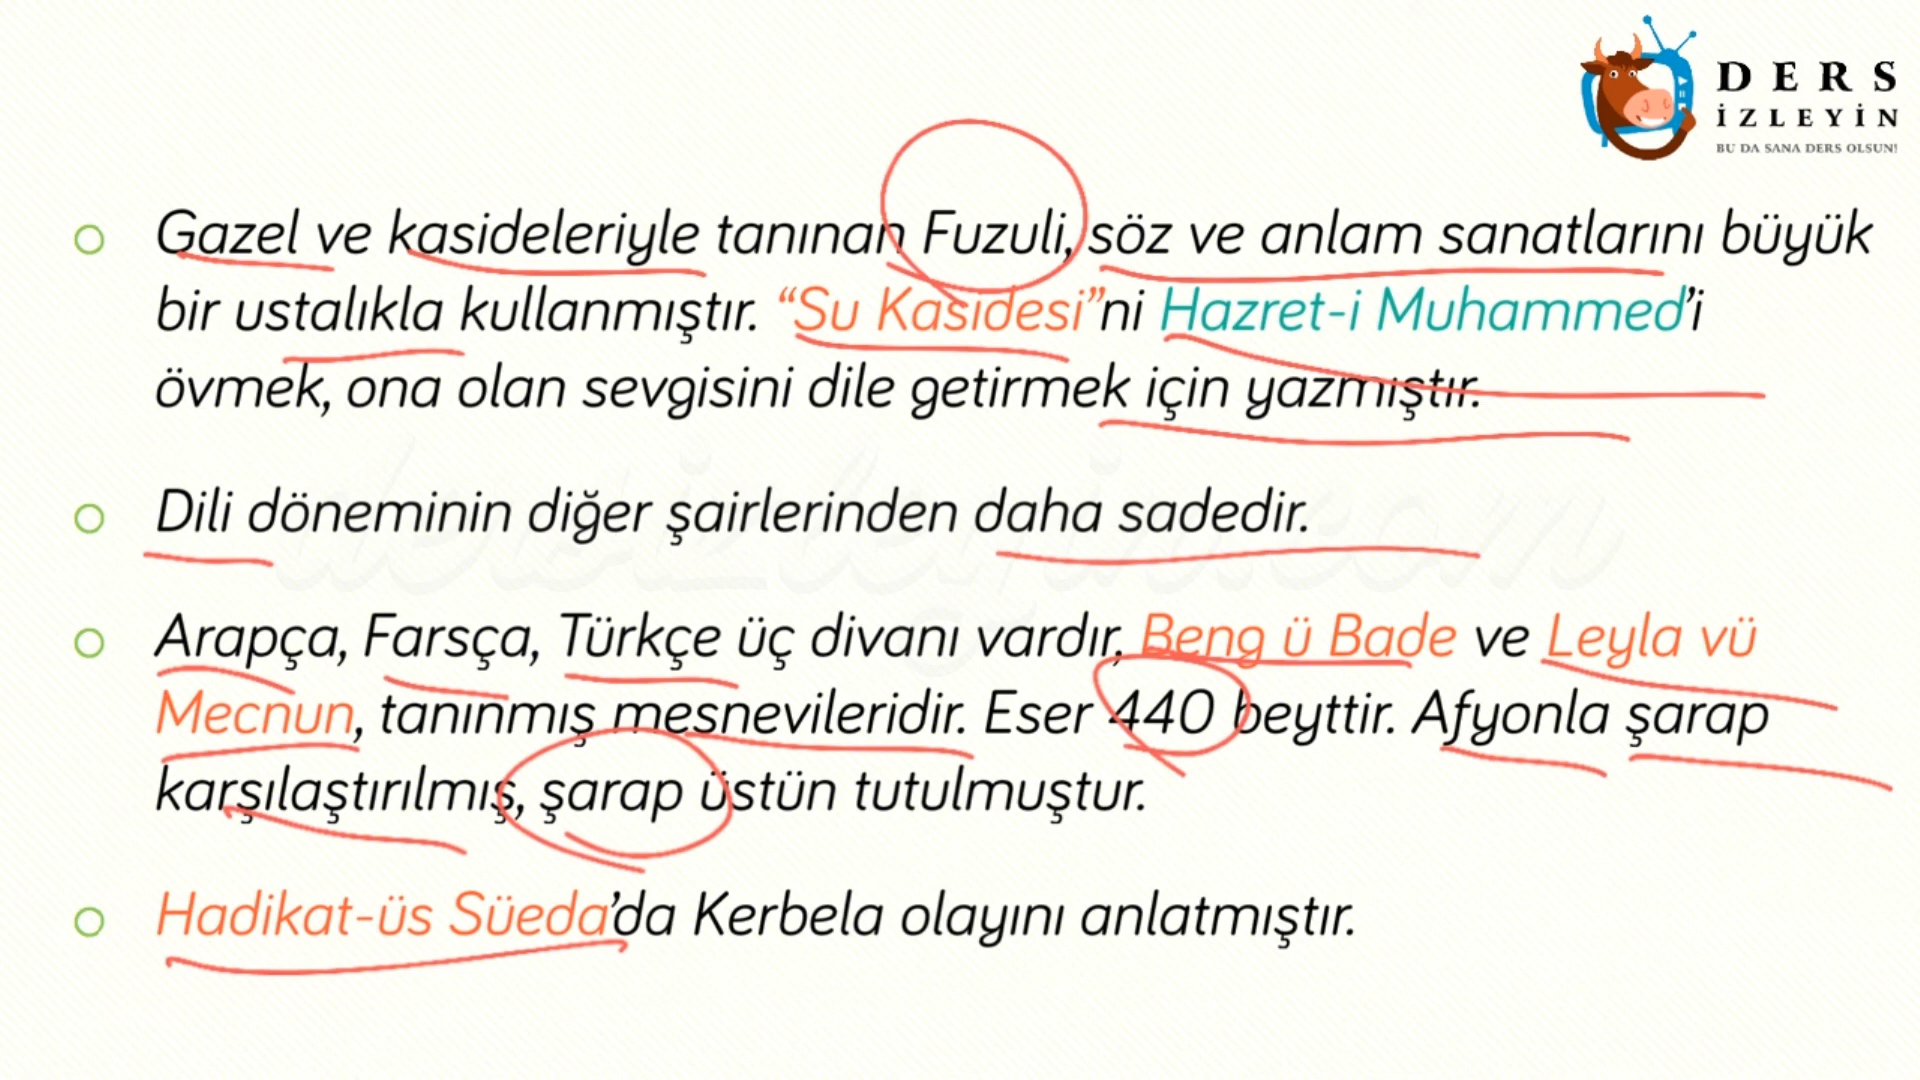 DERS
İZLEYİN
BU DA SANA DERS OLSUN!
Gazel ve kasideleriyle tanınan Fuzuli, söz ve anlam sanatlarını büyük
bir ustalıkla kullanmıştır. “Su Kasidesi”ni Hazret-i Muhammed’i
övmek, ona olan sevgisini dile getirmek için yazmıştır.
Dili döneminin diğer şairlerinden daha sadedir.
dersizleyin.com
Arapça, Farsça, Türkçe üç divanı vardır, Beng ü Bade ve Leyla vü
Mecnun, tanınmış mesnevileridir. Eser 440 beyttir. Afyonla şarap
karşılaştırılmış, şarap üstün tutulmuştur.
Hadikat-üs Süeda’da Kerbela olayını anlatmıştır.